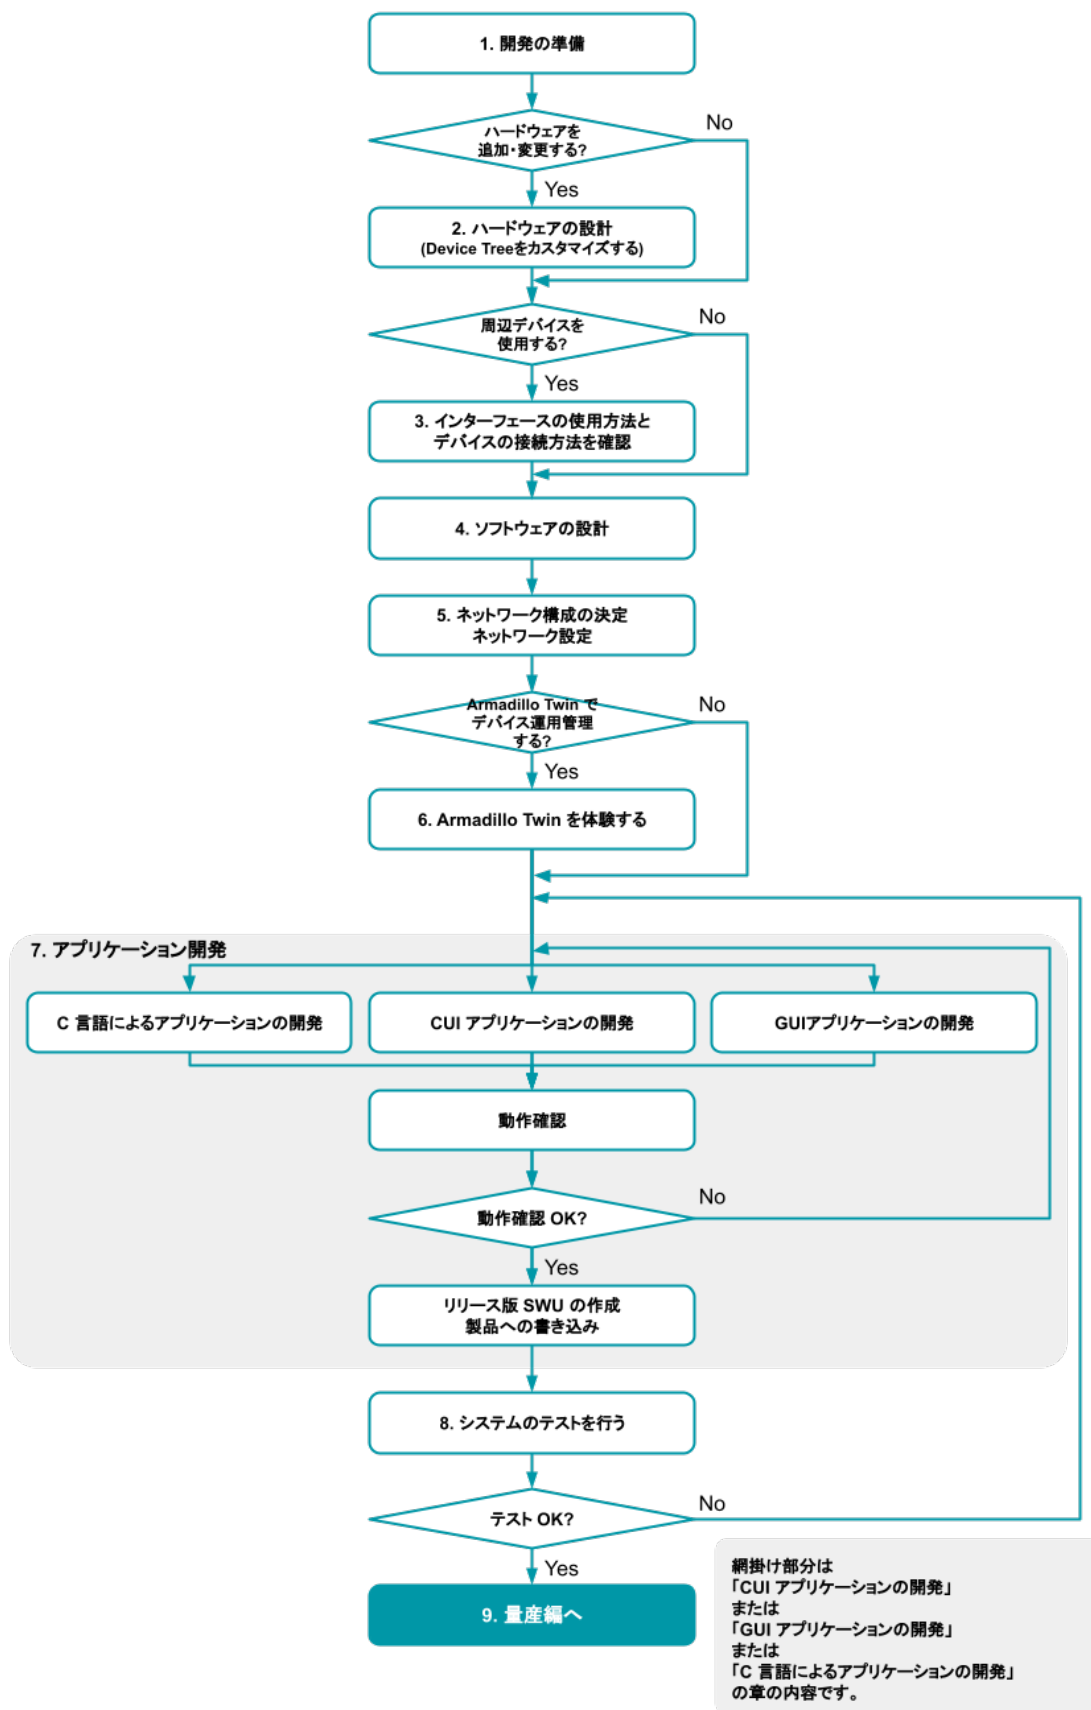 1. 開発の準備
ハードウェアを
追加・変更する?
No
Yes
2. ハードウェアの設計
(Device Treeをカスタマイズする)
周辺デバイスを
使用する?
No
Yes
3. インターフェースの使用方法と
デバイスの接続方法を確認
4. ソフトウェアの設計
5. ネットワーク構成の決定
ネットワーク設定
Armadillo Twin で
デバイス運用管理
する?
No
Yes
6. Armadillo Twin を体験する
7. アプリケーション開発
C 言語によるアプリケーションの開発
CUI アプリケーションの開発
GUIアプリケーションの開発
動作確認
動作確認 OK?
No
Yes
リリース版 SWU の作成
製品への書き込み
8. システムのテストを行う
テスト OK?
No
Yes
9. 量産編へ
網掛け部分は
「CUI アプリケーションの開発」
または
「GUI アプリケーションの開発」
または
「C 言語によるアプリケーションの開発」
の章の内容です。